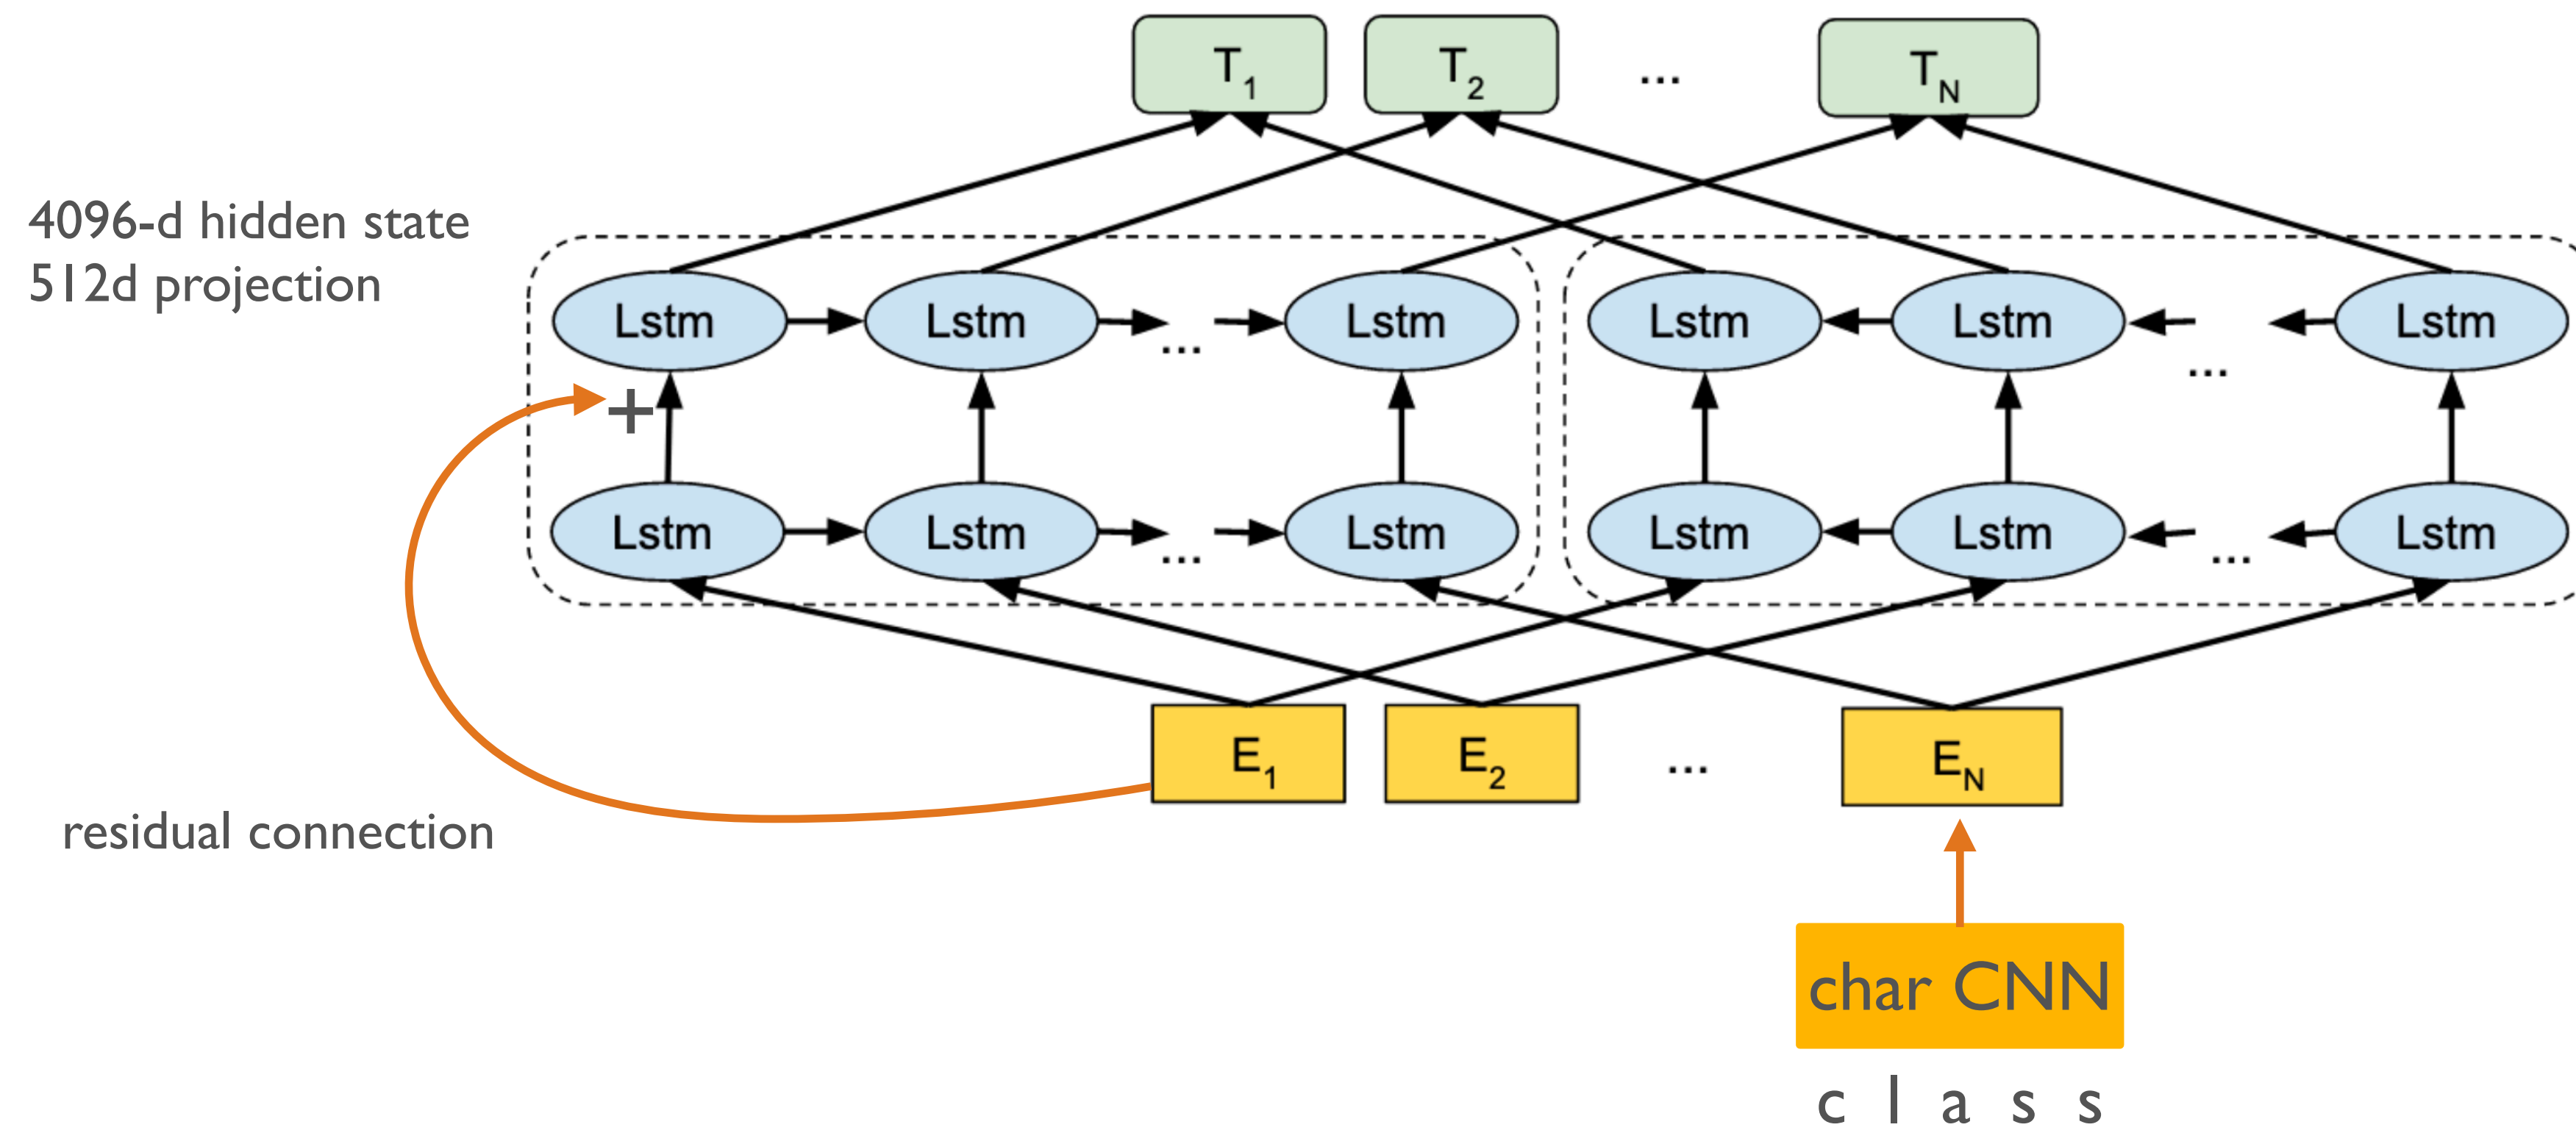 T1 T2 ... TN
4096-d hidden state
512d projection
Lstm Lstm ... Lstm Lstm Lstm ... Lstm
+
Lstm Lstm ... Lstm Lstm Lstm ... Lstm
E1 E2 ... EN
residual connection
char CNN
c l a s s